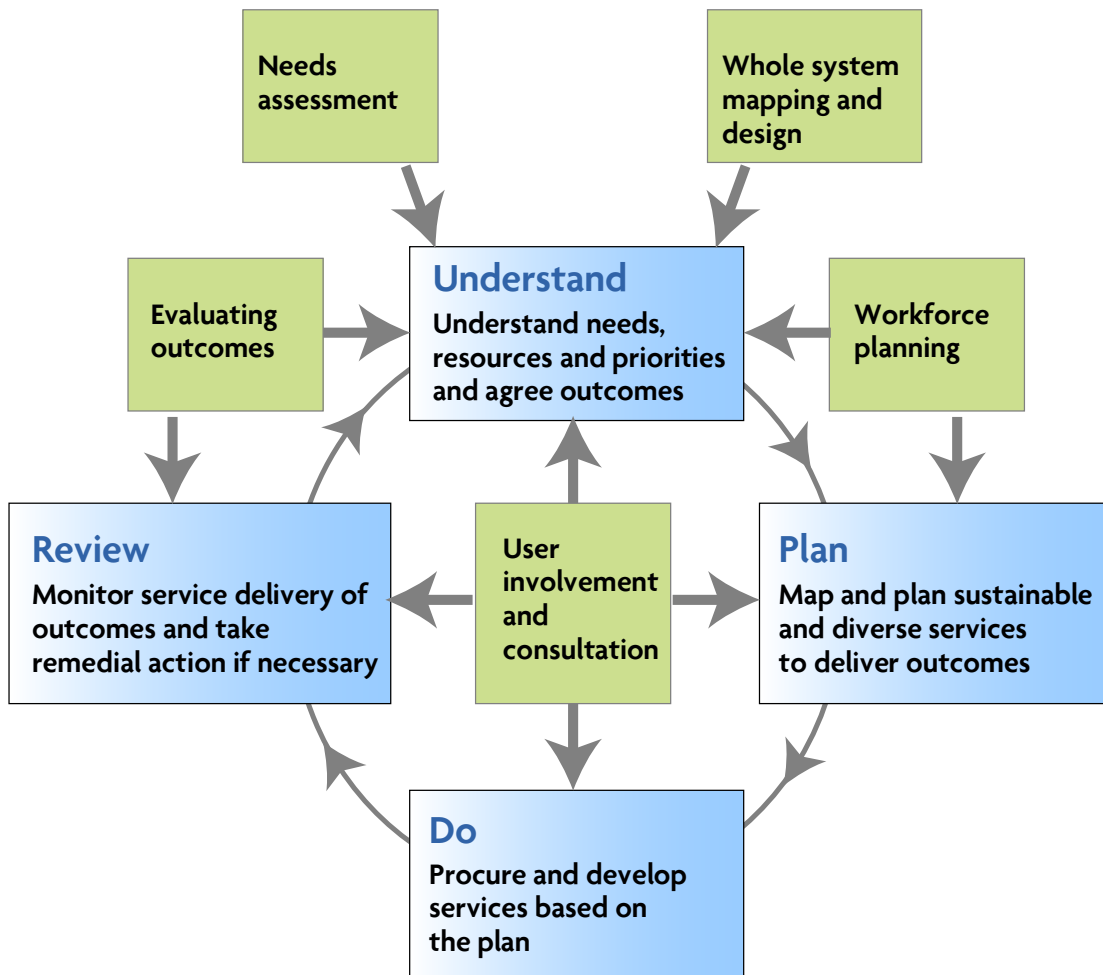 Needs
assessment
Whole system
mapping and
design
Understand
Understand needs,
resources and priorities
and agree outcomes
Evaluating
outcomes
Workforce
planning
Review
Monitor service delivery of
outcomes and take
remedial action if necessary
User
involvement
and
consultation
Plan
Map and plan sustainable
and diverse services
to deliver outcomes
Do
Procure and develop
services based on
the plan